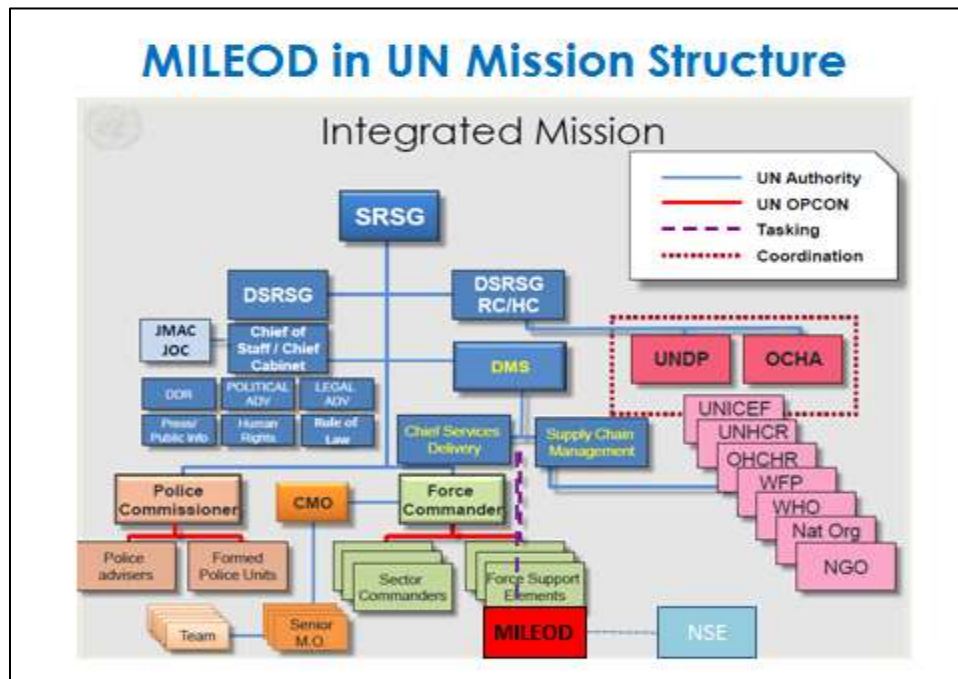 MILEOD in UN Mission Structure
Integrated Mission
UN Authority
UN OPCON
Tasking
Coordination
SRSG
DSRSG
DSRSG
RC/HC
JMAC
JOC
Chief of
Staff / Chief
Cabinet
UNDP
OCHA
DMS
DDR
POLITICAL
ADV
LEGAL
ADV
Press/
Public Info
Human
Rights
Rule of
Law
Chief Services
Delivery
Supply Chain
Management
UNICEF
UNHCR
OHCHR
WFP
WHO
Nat Org
NGO
Police
Commissioner
CMO
Force
Commander
Police
advisers
Formed
Police Units
Sector
Commanders
Force Support
Elements
Team
Senior
M.O.
MILEOD
NSE